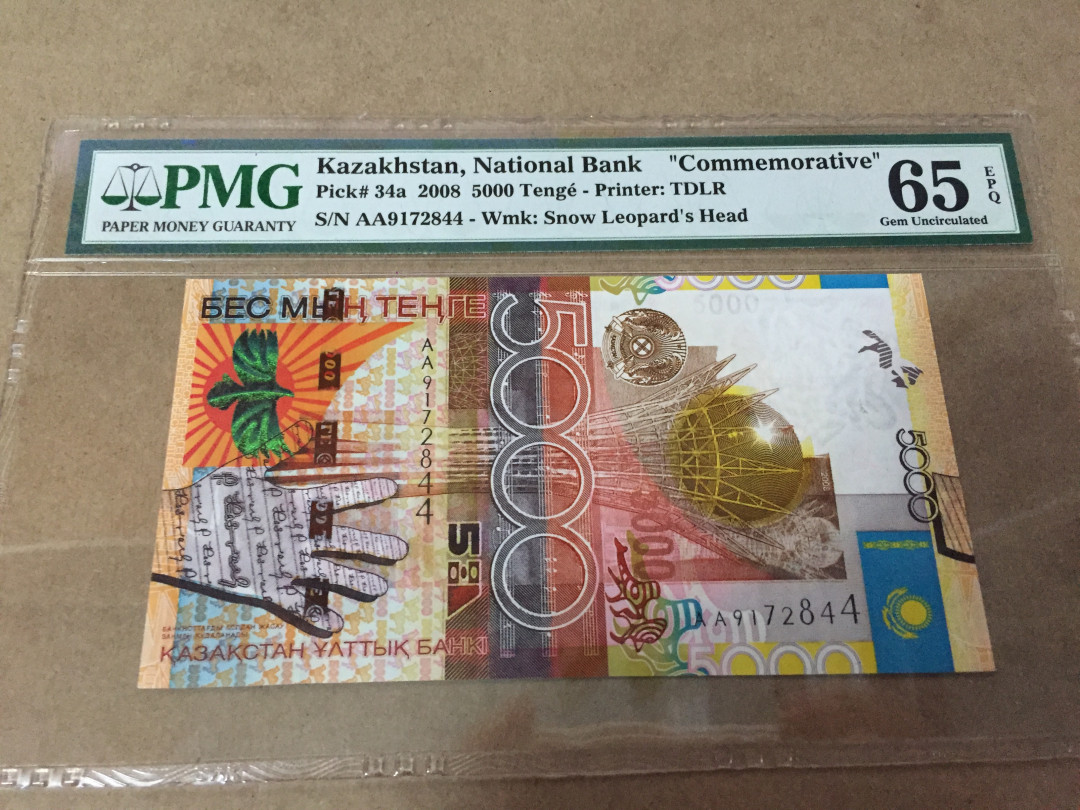 PMG
PAPER MONEY GUARANTY
Kazakhstan, National Bank "Commemorative"
Pick# 34a 2008 5000 Tengé - Printer: TDLR
S/N AA9172844 - Wmk: Snow Leopard's Head
65
EPQ
Gem Uncirculated
БЕС МЫҢ ТЕҢГЕ
AA9172844
5000
5000
5000
AA9172844
5000
ҚАЗАҚСТАН ҰЛТТЫҚ БАНКІ